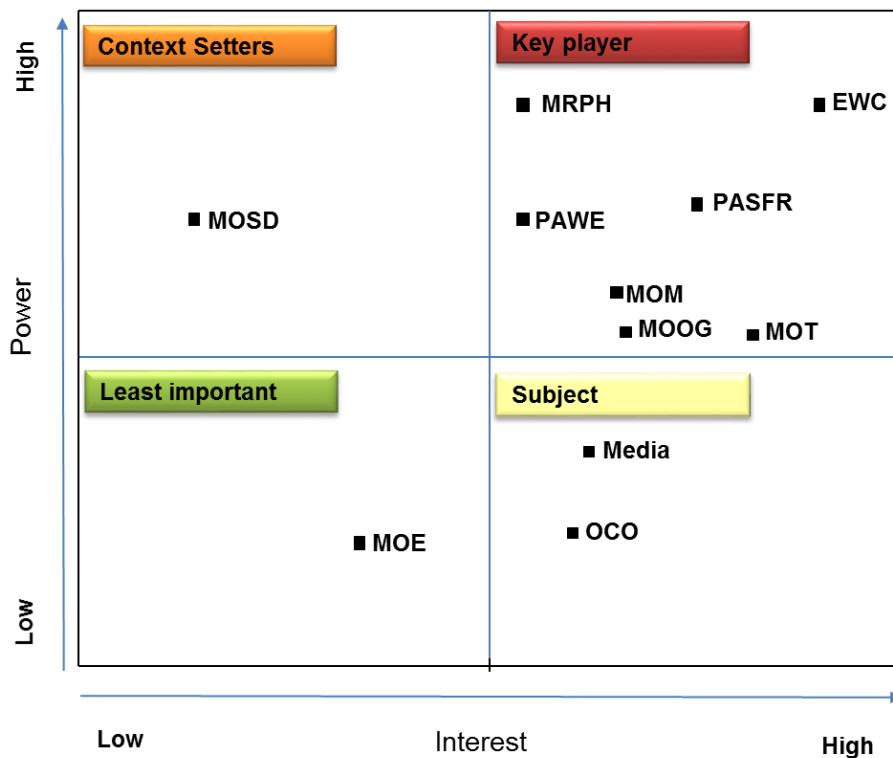 High
Context Setters
Key player
MRPH
EWC
MOSD
PAWE
PASFR
MOM
MOOG
MOT
Power
Least important
Subject
Media
MOE
OCO
Low
Low
Interest
High